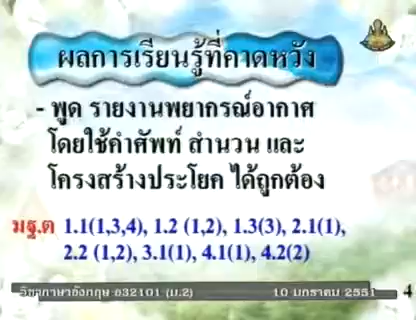 ผลการเรียนรู้ที่คาดหวัง
- พูด รายงานพยากรณ์อากาศ
โดยใช้คำศัพท์ สำนวน และ
โครงสร้างประโยค ได้ถูกต้อง
มฐ.ต 1.1(1,3,4), 1.2 (1,2), 1.3(3), 2.1(1),
2.2 (1,2), 3.1(1), 4.1(1), 4.2(2)
วิชาภาษาอังกฤษ อ32101 (ม.2) 10 มกราคม 2551 4